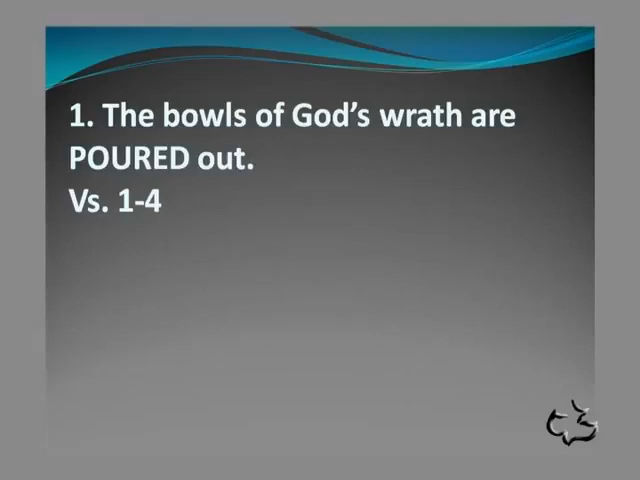 1. The bowls of God's wrath are
POURED out.
Vs. 1-4